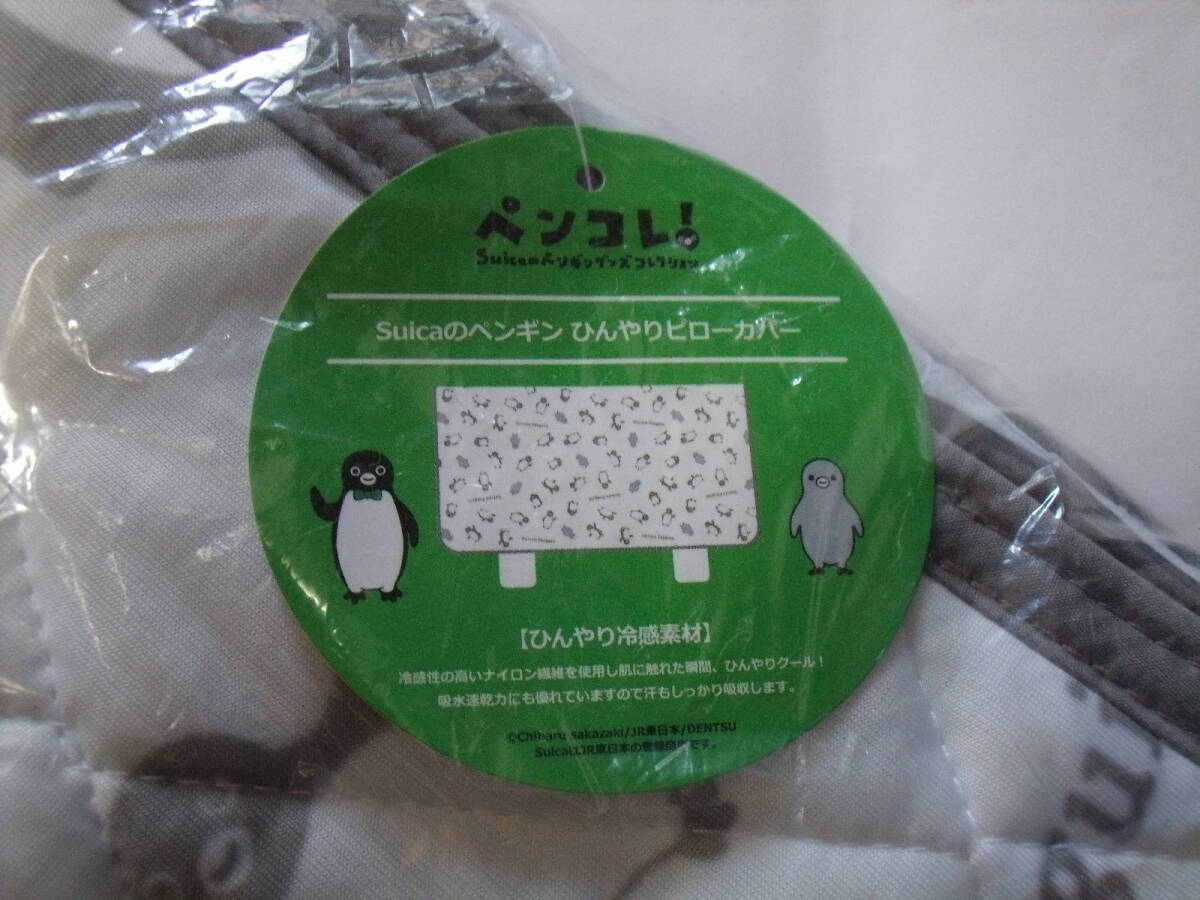 ペンコレ!
Suicaのペンギングッズコレクション
Suicaのペンギン ひんやりピローカバー
【ひんやり冷感素材】
冷感性の高いナイロン繊維を使用し肌に触れた瞬間、ひんやりクール!
吸水速乾力にも優れていますので汗もしっかり吸収します。
©Chibaru sakazaki/JR東日本/DENTSU
SuicaはJR東日本の登録商標です。